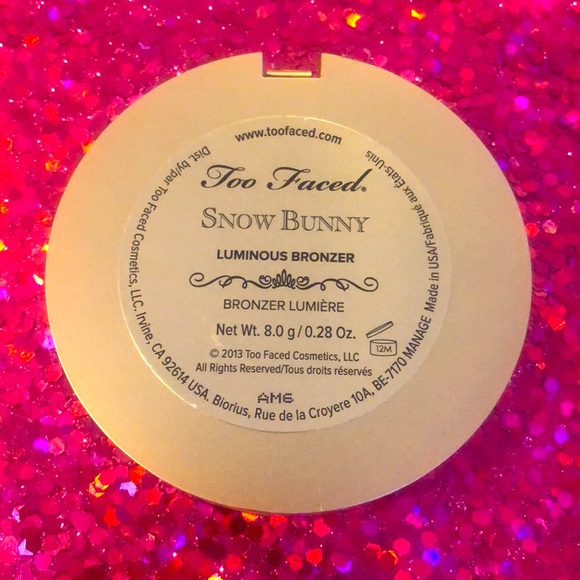 www.toofaced.com
Too Faced®
SNOW BUNNY
LUMINOUS BRONZER
BRONZER LUMIÈRE
Net Wt. 8.0 g / 0.28 Oz.
12M
© 2013 Too Faced Cosmetics, LLC
All Rights Reserved/Tous droits réservés
AM6
Dist. by/par Too Faced Cosmetics, LLC. Irvine, CA 92614 USA. Biorius, Rue de la Croyere 10A, BE-7170 MANAGE Made in USA/Fabriqué aux États-Unis